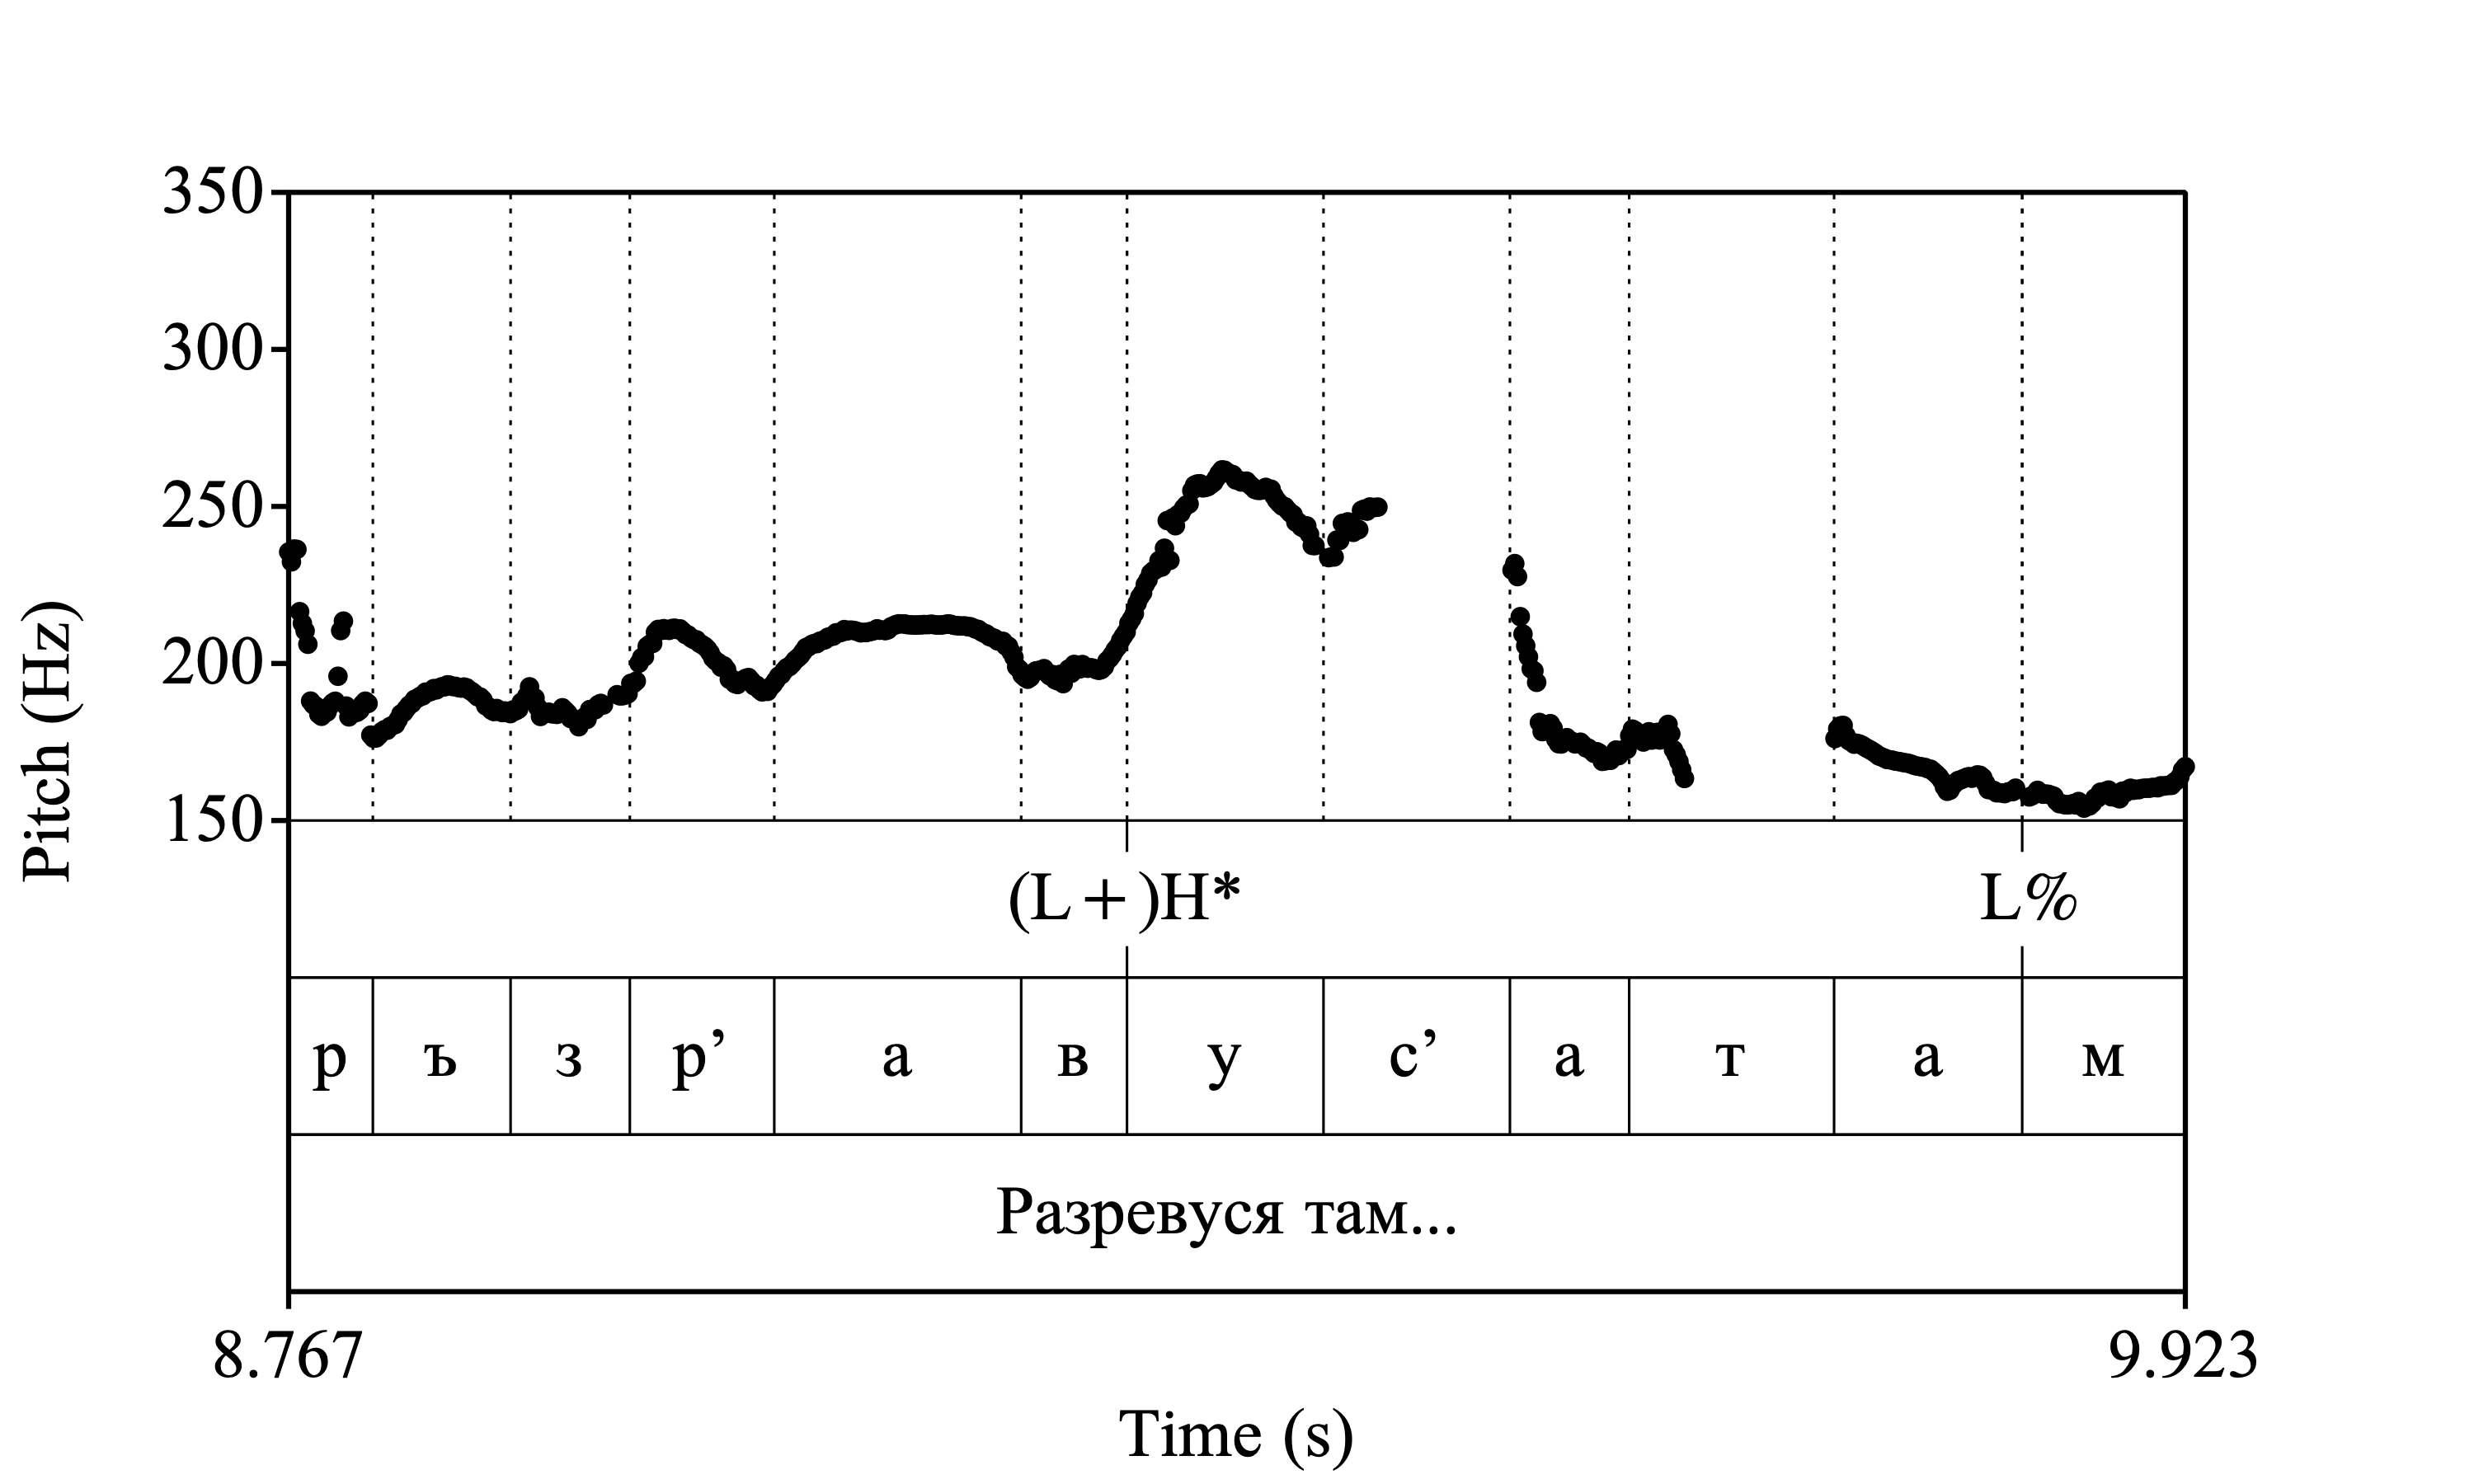 350
300
250
200
150
Pitch (Hz)
(L+)H* L%
р ъ з р’ а в у с’ а т а м
Разревуся там...
8.767 9.923
Time (s)